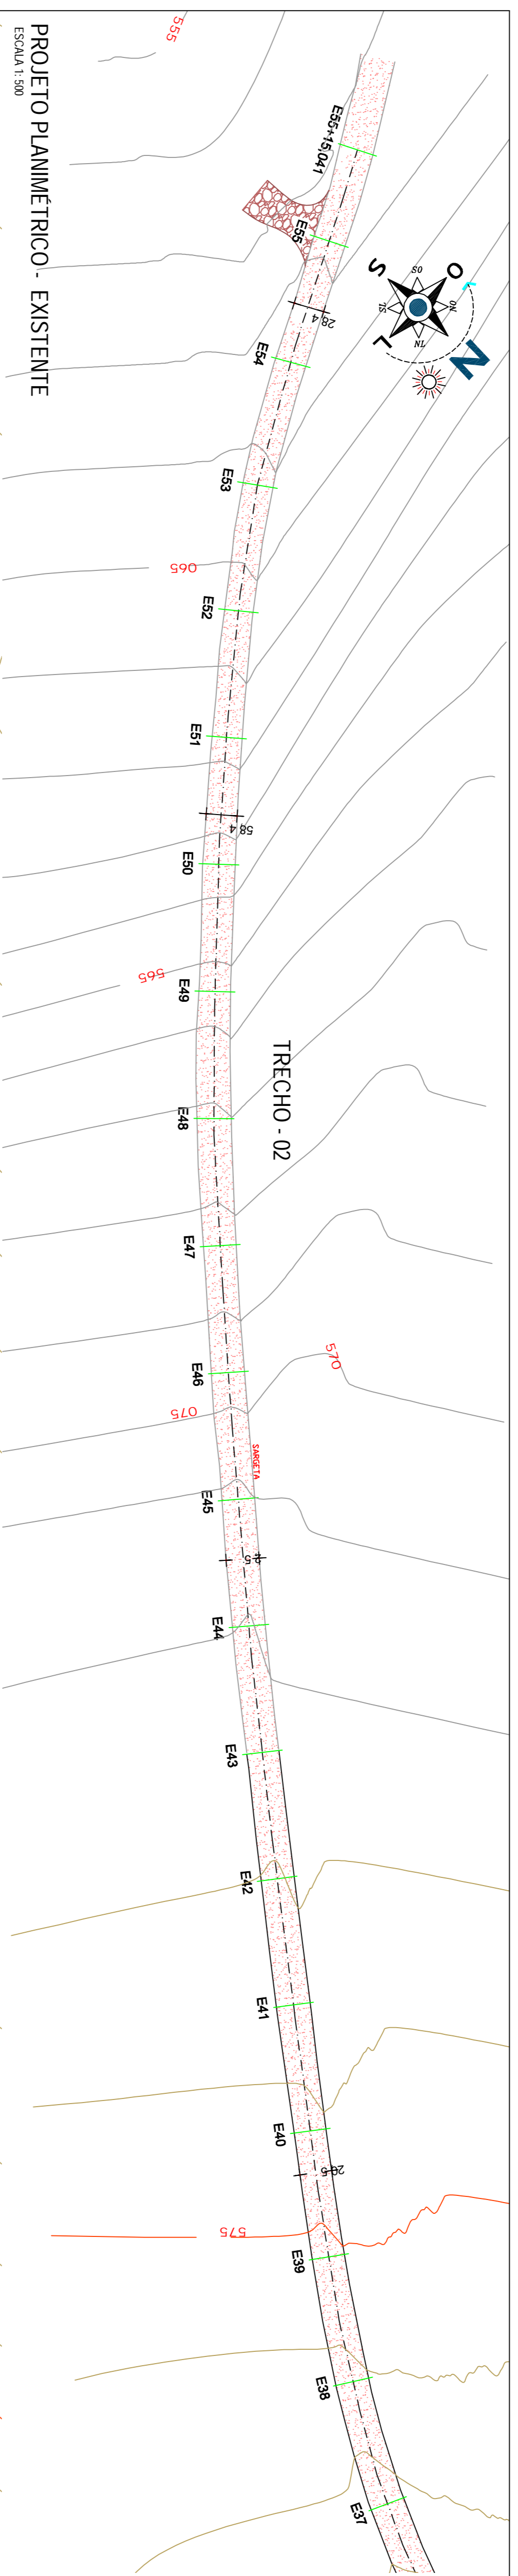 PROJETO PLANIMÉTRICO - EXISTENTE
ESCALA 1: 500
555
E55+15,041
E55
E54
E53
560
E52
E51
E50
565
E49
TRECHO - 02
E48
E47
570
E46
570
SARGETA
E45
E44
E43
E42
E41
E40
575
E39
E38
E37
N
S
L
O
NO
SO
SL
NL